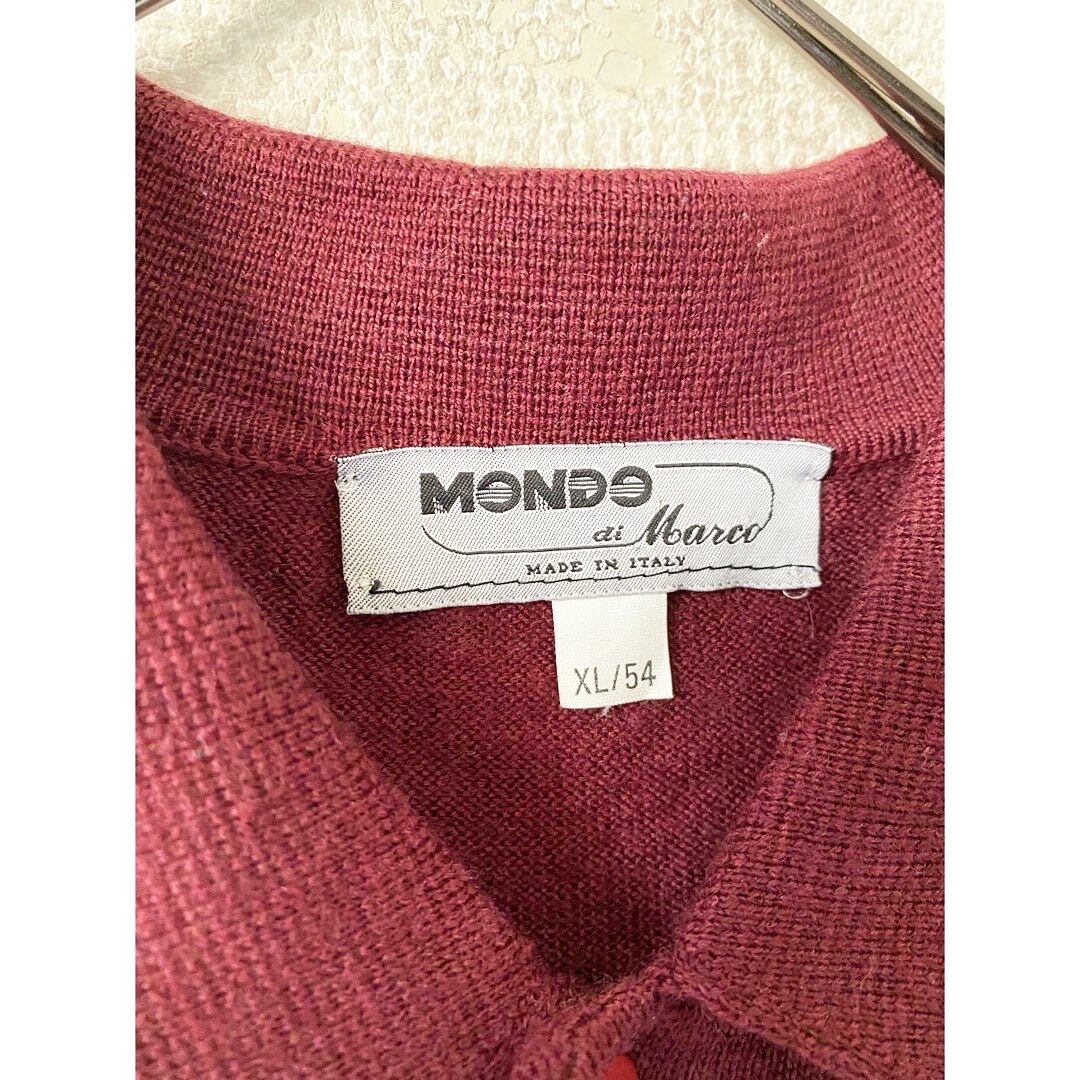 MONDO
di Marco
MADE IN ITALY
XL/54